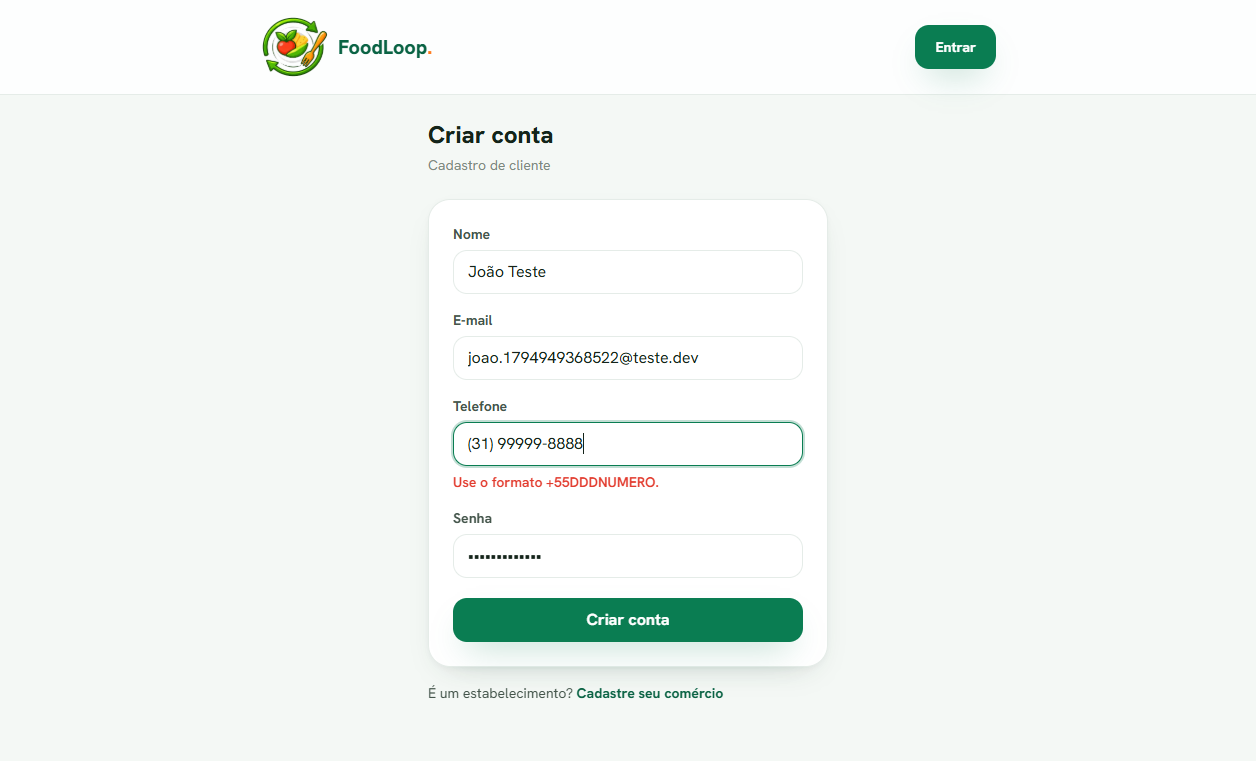 FoodLoop.
Entrar
Criar conta
Cadastro de cliente
Nome
João Teste
E-mail
joao.1794949368522@teste.dev
Telefone
(31) 99999-8888
Use o formato +55DDDNUMERO.
Senha
•••••••••••••
Criar conta
É um estabelecimento? Cadastre seu comércio